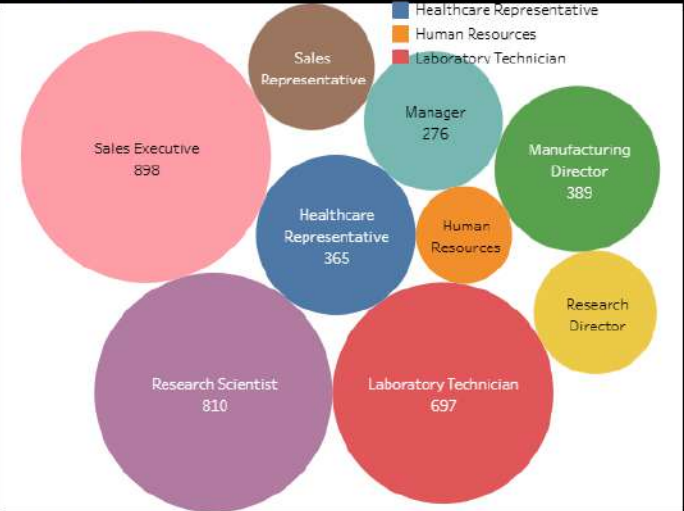 Healthcare Representative
Human Resources
Laboratory Technician
Sales
Representative
Manager
276
Sales Executive
898
Manufacturing
Director
389
Healthcare
Representative
365
Human
Resources
Research
Director
Research Scientist
810
Laboratory Technician
697